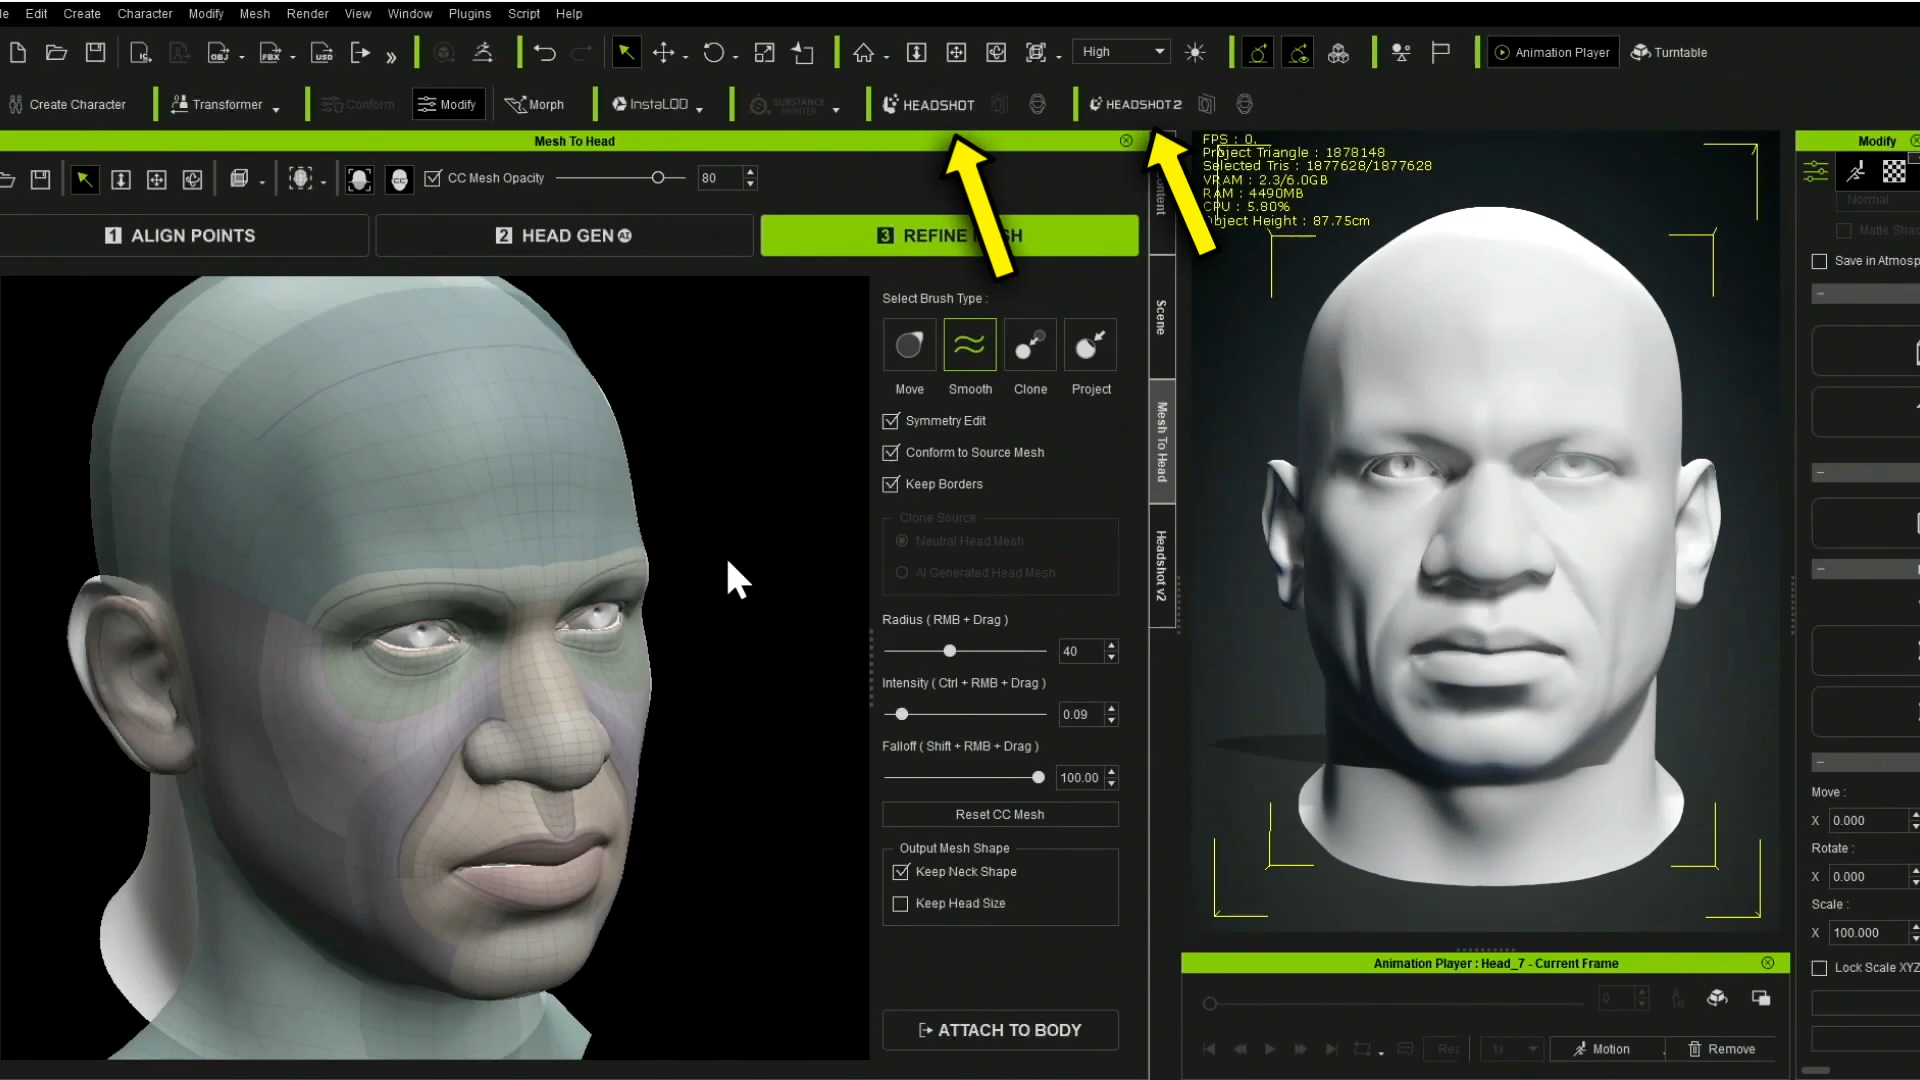 Edit Create Character Modify Mesh Render View Window Plugins Script Help
High Animation Player Turntable
Create Character Transformer Conform Modify Morph InstaLOD SUBSTANCE PAINTER HEADSHOT HEADSHOT 2
Mesh To Head
CC Mesh Opacity 80
1 ALIGN POINTS 2 HEAD GEN AI 3 REFINE
Select Brush Type :
Move Smooth Clone Project
Symmetry Edit
Conform to Source Mesh
Keep Borders
Clone Source
Neutral Head Mesh
AI Generated Head Mesh
Radius ( RMB + Drag )
40
Intensity ( Ctrl + RMB + Drag )
0.09
Falloff ( Shift + RMB + Drag )
100.00
Reset CC Mesh
Output Mesh Shape
Keep Neck Shape
Keep Head Size
ATTACH TO BODY
Scene
Mesh To Head
Headshot v2
FPS : 0.
Project Triangle : 1878148
Selected Tris : 1877628/1877628
VRAM : 2.3/6.0GB
RAM : 4490MB
CPU : 5.80%
Object Height : 87.75cm
Animation Player : Head_7 - Current Frame
0
Motion Remove
Modify
Normal
Save in
Move :
X 0.000
Rotate :
X 0.000
Scale :
X 100.000
Lock Scale XYZ